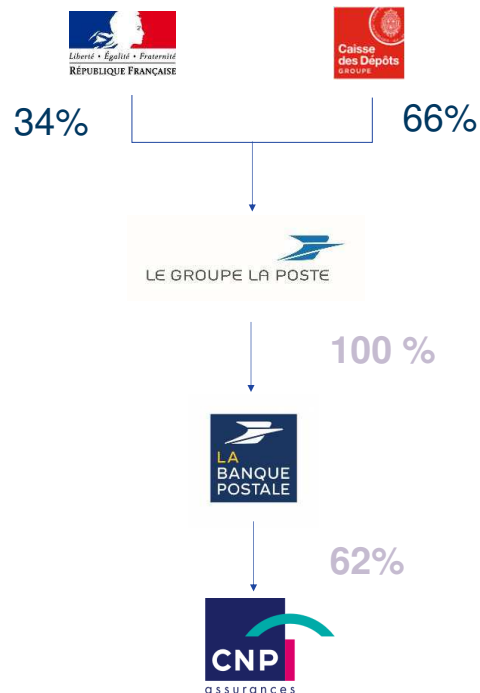 Liberté • Égalité • Fraternité
RÉPUBLIQUE FRANÇAISE
Caisse
des Dépôts
GROUPE
34%
66%
LE GROUPE LA POSTE
100 %
LA
BANQUE
POSTALE
62%
CNP
assurances